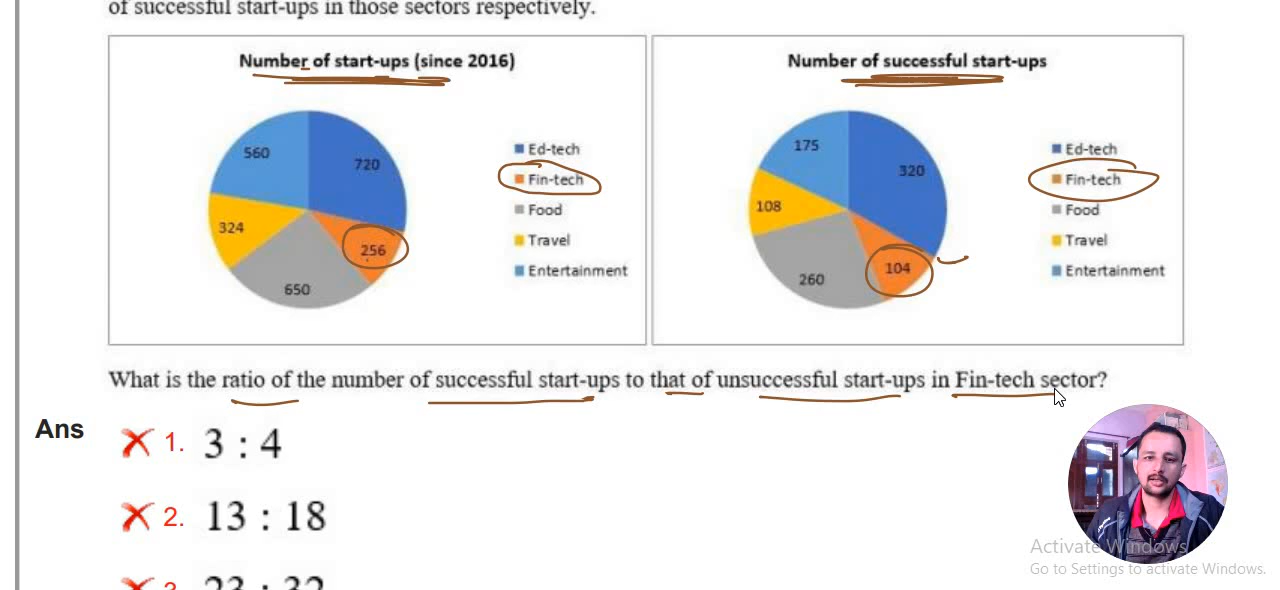 of successful start-ups in those sectors respectively.
Number of start-ups (since 2016)
560
720
324
256
650
Ed-tech
Fin-tech
Food
Travel
Entertainment
Number of successful start-ups
175
320
108
104
260
Ed-tech
Fin-tech
Food
Travel
Entertainment
What is the ratio of the number of successful start-ups to that of unsuccessful start-ups in Fin-tech sector?
Ans
1. 3 : 4
2. 13 : 18
3. 23 : 32
Activate Windows
Go to Settings to activate Windows.